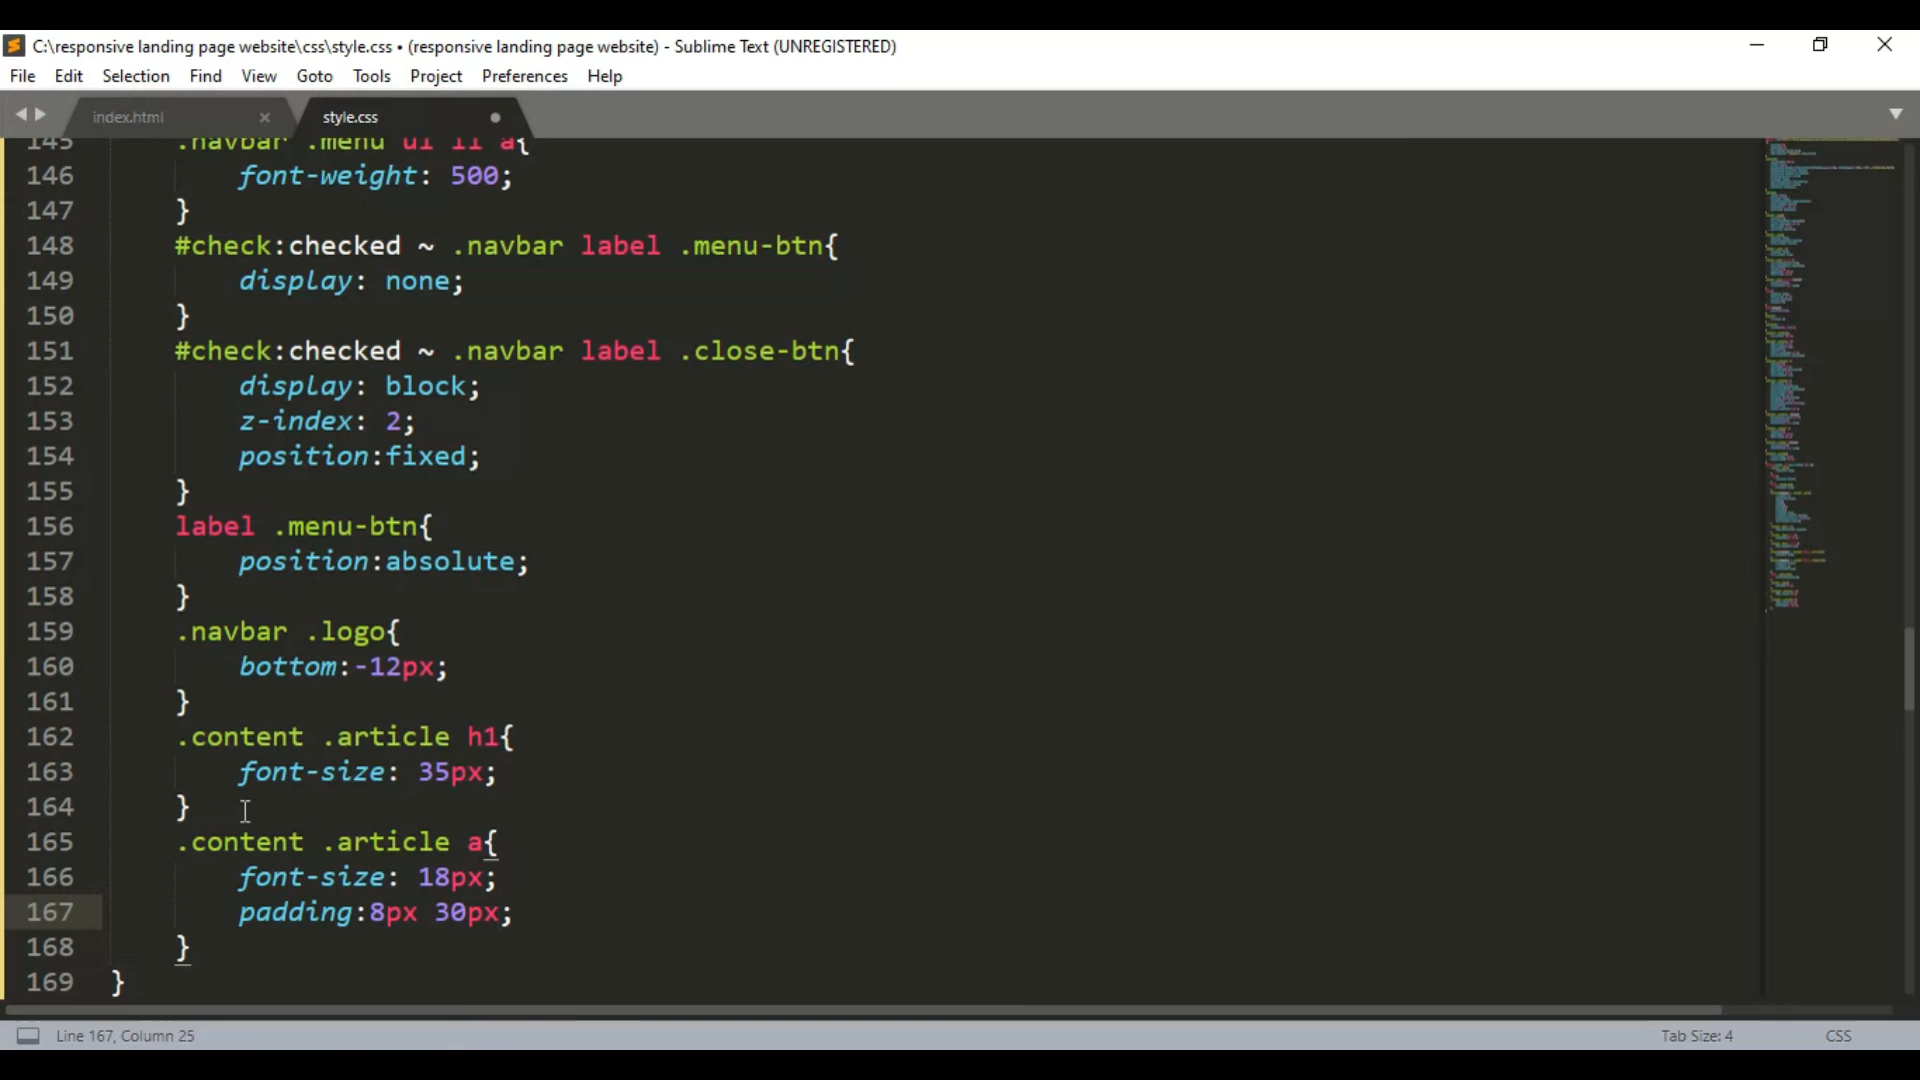 C:\responsive landing page website\css\style.css • (responsive landing page website) - Sublime Text (UNREGISTERED)
File Edit Selection Find View Goto Tools Project Preferences Help
index.html style.css
145 .navbar .menu ul li a{
146 font-weight: 500;
147 }
148 #check:checked ~ .navbar label .menu-btn{
149 display: none;
150 }
151 #check:checked ~ .navbar label .close-btn{
152 display: block;
153 z-index: 2;
154 position:fixed;
155 }
156 label .menu-btn{
157 position:absolute;
158 }
159 .navbar .logo{
160 bottom:-12px;
161 }
162 .content .article h1{
163 font-size: 35px;
164 }
165 .content .article a{
166 font-size: 18px;
167 padding:8px 30px;
168 }
169 }
Line 167, Column 25 Tab Size: 4 CSS